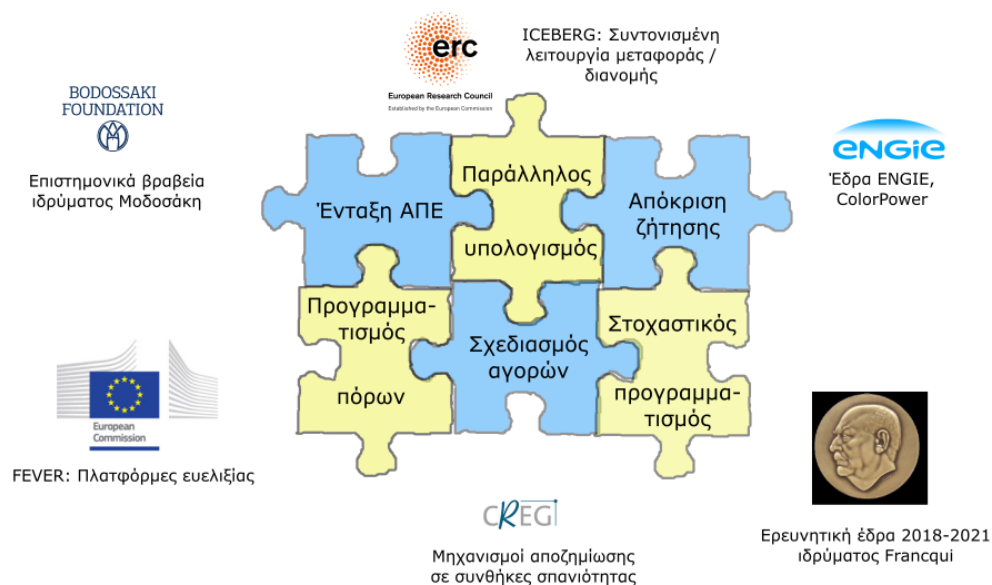 erc
European Research Council
Established by the European Commission
ICEBERG: Συντονισμένη
λειτουργία μεταφοράς /
διανομής
BODOSSAKI
FOUNDATION
Επιστημονικά βραβεία
ιδρύματος Μοδοσάκη
ENGIE
Έδρα ENGIE,
ColorPower
Ένταξη ΑΠΕ
Παράλληλος
υπολογισμός
Απόκριση
ζήτησης
Προγραμμα-
τισμός
πόρων
Σχεδιασμός
αγορών
Στοχαστικός
προγραμμα-
τισμός
European
Commission
FEVER: Πλατφόρμες ευελιξίας
CREG
Μηχανισμοί αποζημίωσης
σε συνθήκες σπανιότητας
Ερευνητική έδρα 2018-2021
ιδρύματος Francqui